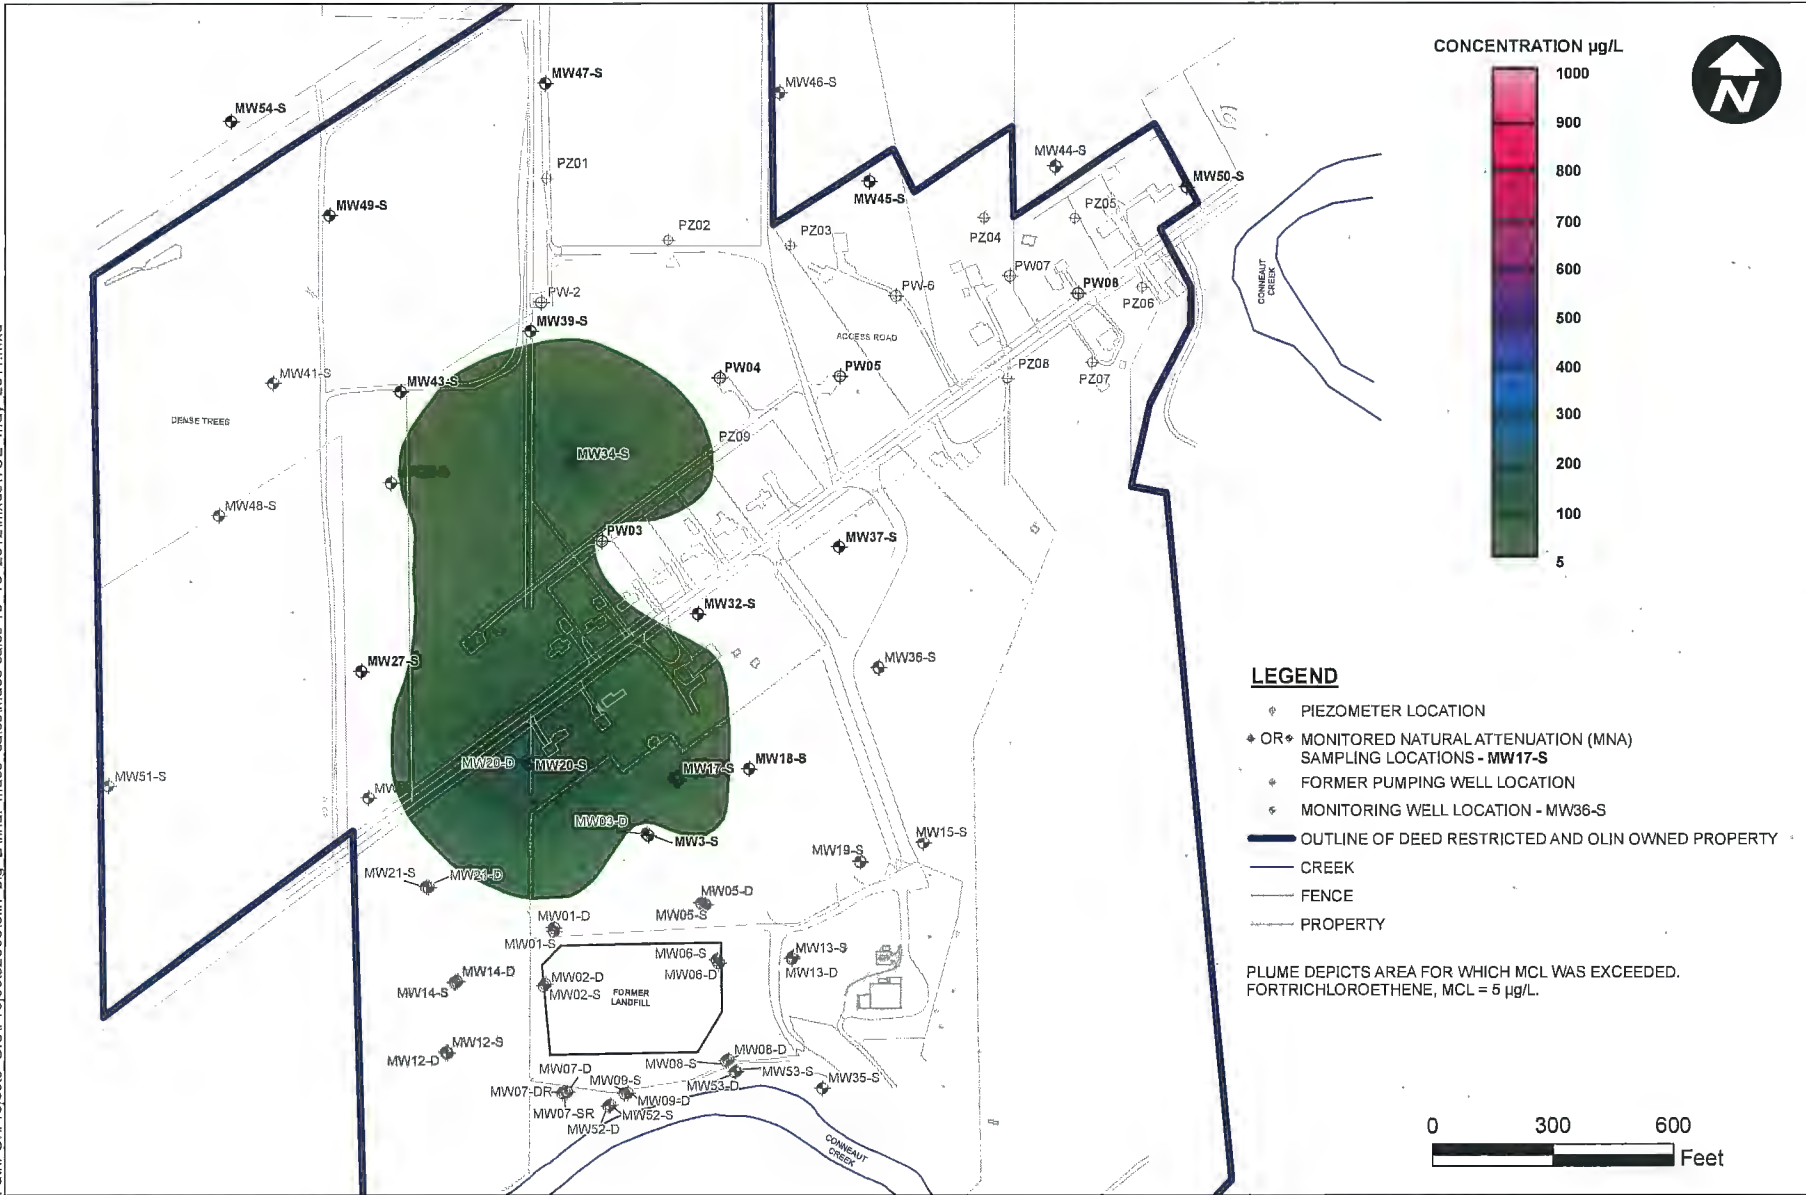 CONCENTRATION µg/L
1000
900
800
700
600
500
400
300
200
100
5
N
MW54-S
MW47-S
MW46-S
MW44-S
MW45-S
MW50-S
PZ01
MW49-S
PZ02
PZ03
PZ04
PZ05
PW07
PW-6
PW08
PZ06
CONNEAUT
CREEK
PW-2
MW39-S
ACCESS ROAD
MW41-S
MW43-S
PW04
PW05
PZ08
PZ07
DENSE TREES
PZ09
MW34-S
MW48-S
PW03
MW37-S
MW32-S
MW27-S
MW36-S
MW51-S
MW20-D
MW20-S
MW17-S
MW18-S
MW03-D
MW3-S
MW15-S
MW19-S
MW21-S
MW21-D
MW05-D
MW05-S
MW01-D
MW01-S
MW06-S
MW06-D
MW13-S
MW13-D
MW14-D
MW14-S
MW02-D
MW02-S
FORMER
LANDFILL
MW12-S
MW12-D
MW08-D
MW08-S
MW53-S
MW53-D
MW35-S
MW07-D
MW09-S
MW07-DR
MW09-D
MW07-SR
MW52-S
MW52-D
CONNEAUT
CREEK
LEGEND
PIEZOMETER LOCATION
OR MONITORED NATURAL ATTENUATION (MNA)
SAMPLING LOCATIONS - MW17-S
FORMER PUMPING WELL LOCATION
MONITORING WELL LOCATION - MW36-S
OUTLINE OF DEED RESTRICTED AND OLIN OWNED PROPERTY
CREEK
FENCE
PROPERTY
PLUME DEPICTS AREA FOR WHICH MCL WAS EXCEEDED.
FORTRICHLOROETHENE, MCL = 5 µg/L.
0 300 600
Feet